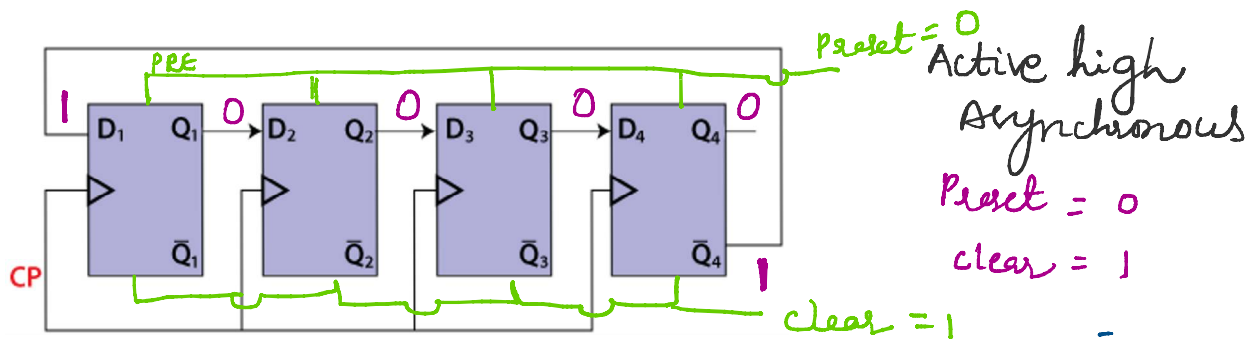 Preset = 0
PRE
Active high
Asynchronous
1 0 0 0 0
D1 Q1 D2 Q2 D3 Q3 D4 Q4
Preset = 0
Q̅1 Q̅2 Q̅3 Q̅4
clear = 1
CP
1
clear = 1